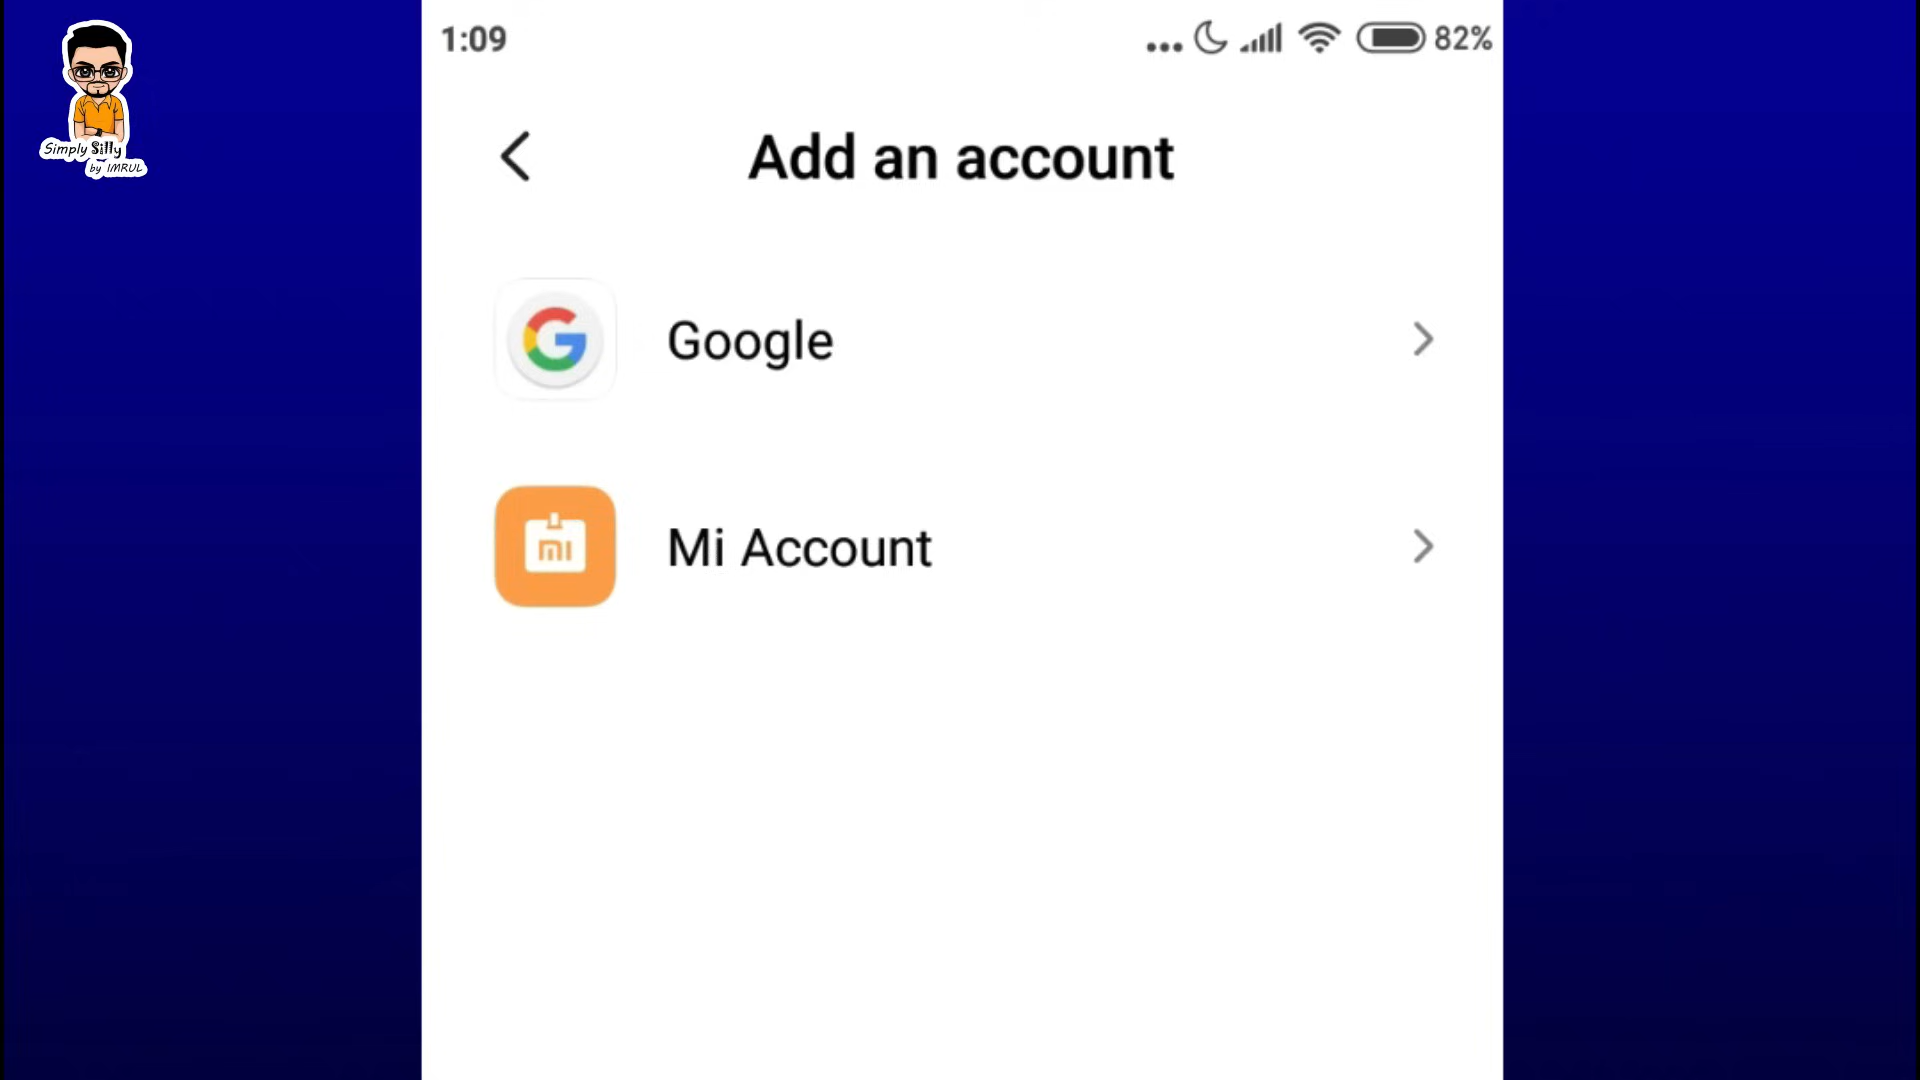 Simply Silly
by IMRUL
1:09
82%
Add an account
Google
Mi Account